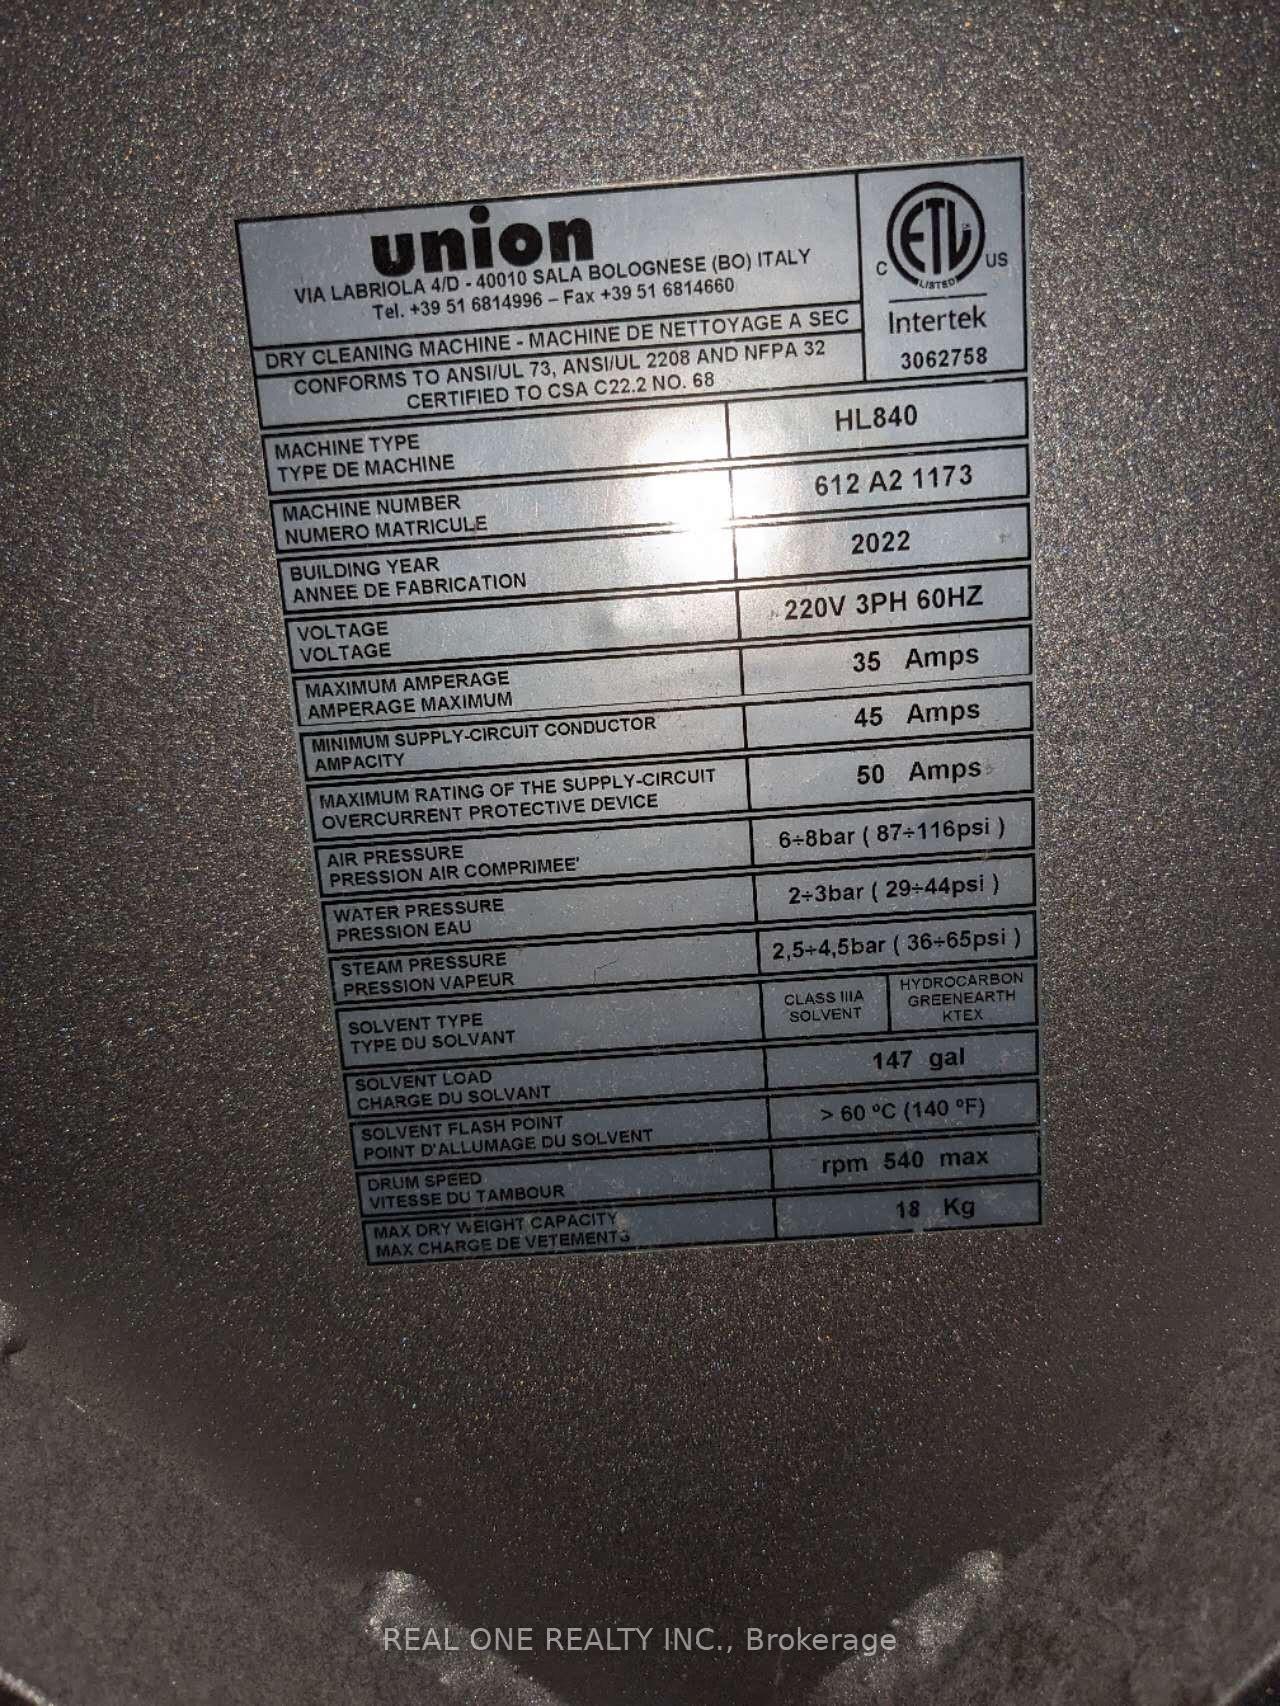 union
VIA LABRIOLA 4/D - 40010 SALA BOLOGNESE (BO) ITALY
Tel. +39 51 6814996 – Fax +39 51 6814660
ETL
C US
LISTED
Intertek
3062758
DRY CLEANING MACHINE - MACHINE DE NETTOYAGE A SEC
CONFORMS TO ANSI/UL 73, ANSI/UL 2208 AND NFPA 32
CERTIFIED TO CSA C22.2 NO. 68
MACHINE TYPE
TYPE DE MACHINE
HL840
MACHINE NUMBER
NUMERO MATRICULE
612 A2 1173
BUILDING YEAR
ANNEE DE FABRICATION
2022
VOLTAGE
VOLTAGE
220V 3PH 60HZ
MAXIMUM AMPERAGE
AMPERAGE MAXIMUM
35 Amps
MINIMUM SUPPLY-CIRCUIT CONDUCTOR
AMPACITY
45 Amps
MAXIMUM RATING OF THE SUPPLY-CIRCUIT
OVERCURRENT PROTECTIVE DEVICE
50 Amps
AIR PRESSURE
PRESSION AIR COMPRIMEE'
6÷8bar ( 87÷116psi )
WATER PRESSURE
PRESSION EAU
2÷3bar ( 29÷44psi )
STEAM PRESSURE
PRESSION VAPEUR
2,5÷4,5bar ( 36÷65psi )
SOLVENT TYPE
TYPE DU SOLVANT
CLASS IIIA
SOLVENT
HYDROCARBON
GREENEARTH
KTEX
SOLVENT LOAD
CHARGE DU SOLVANT
147 gal
SOLVENT FLASH POINT
POINT D'ALLUMAGE DU SOLVENT
> 60 ºC (140 ºF)
DRUM SPEED
VITESSE DU TAMBOUR
rpm 540 max
MAX DRY WEIGHT CAPACITY
MAX CHARGE DE VETEMENTS
18 Kg
REAL ONE REALTY INC., Brokerage